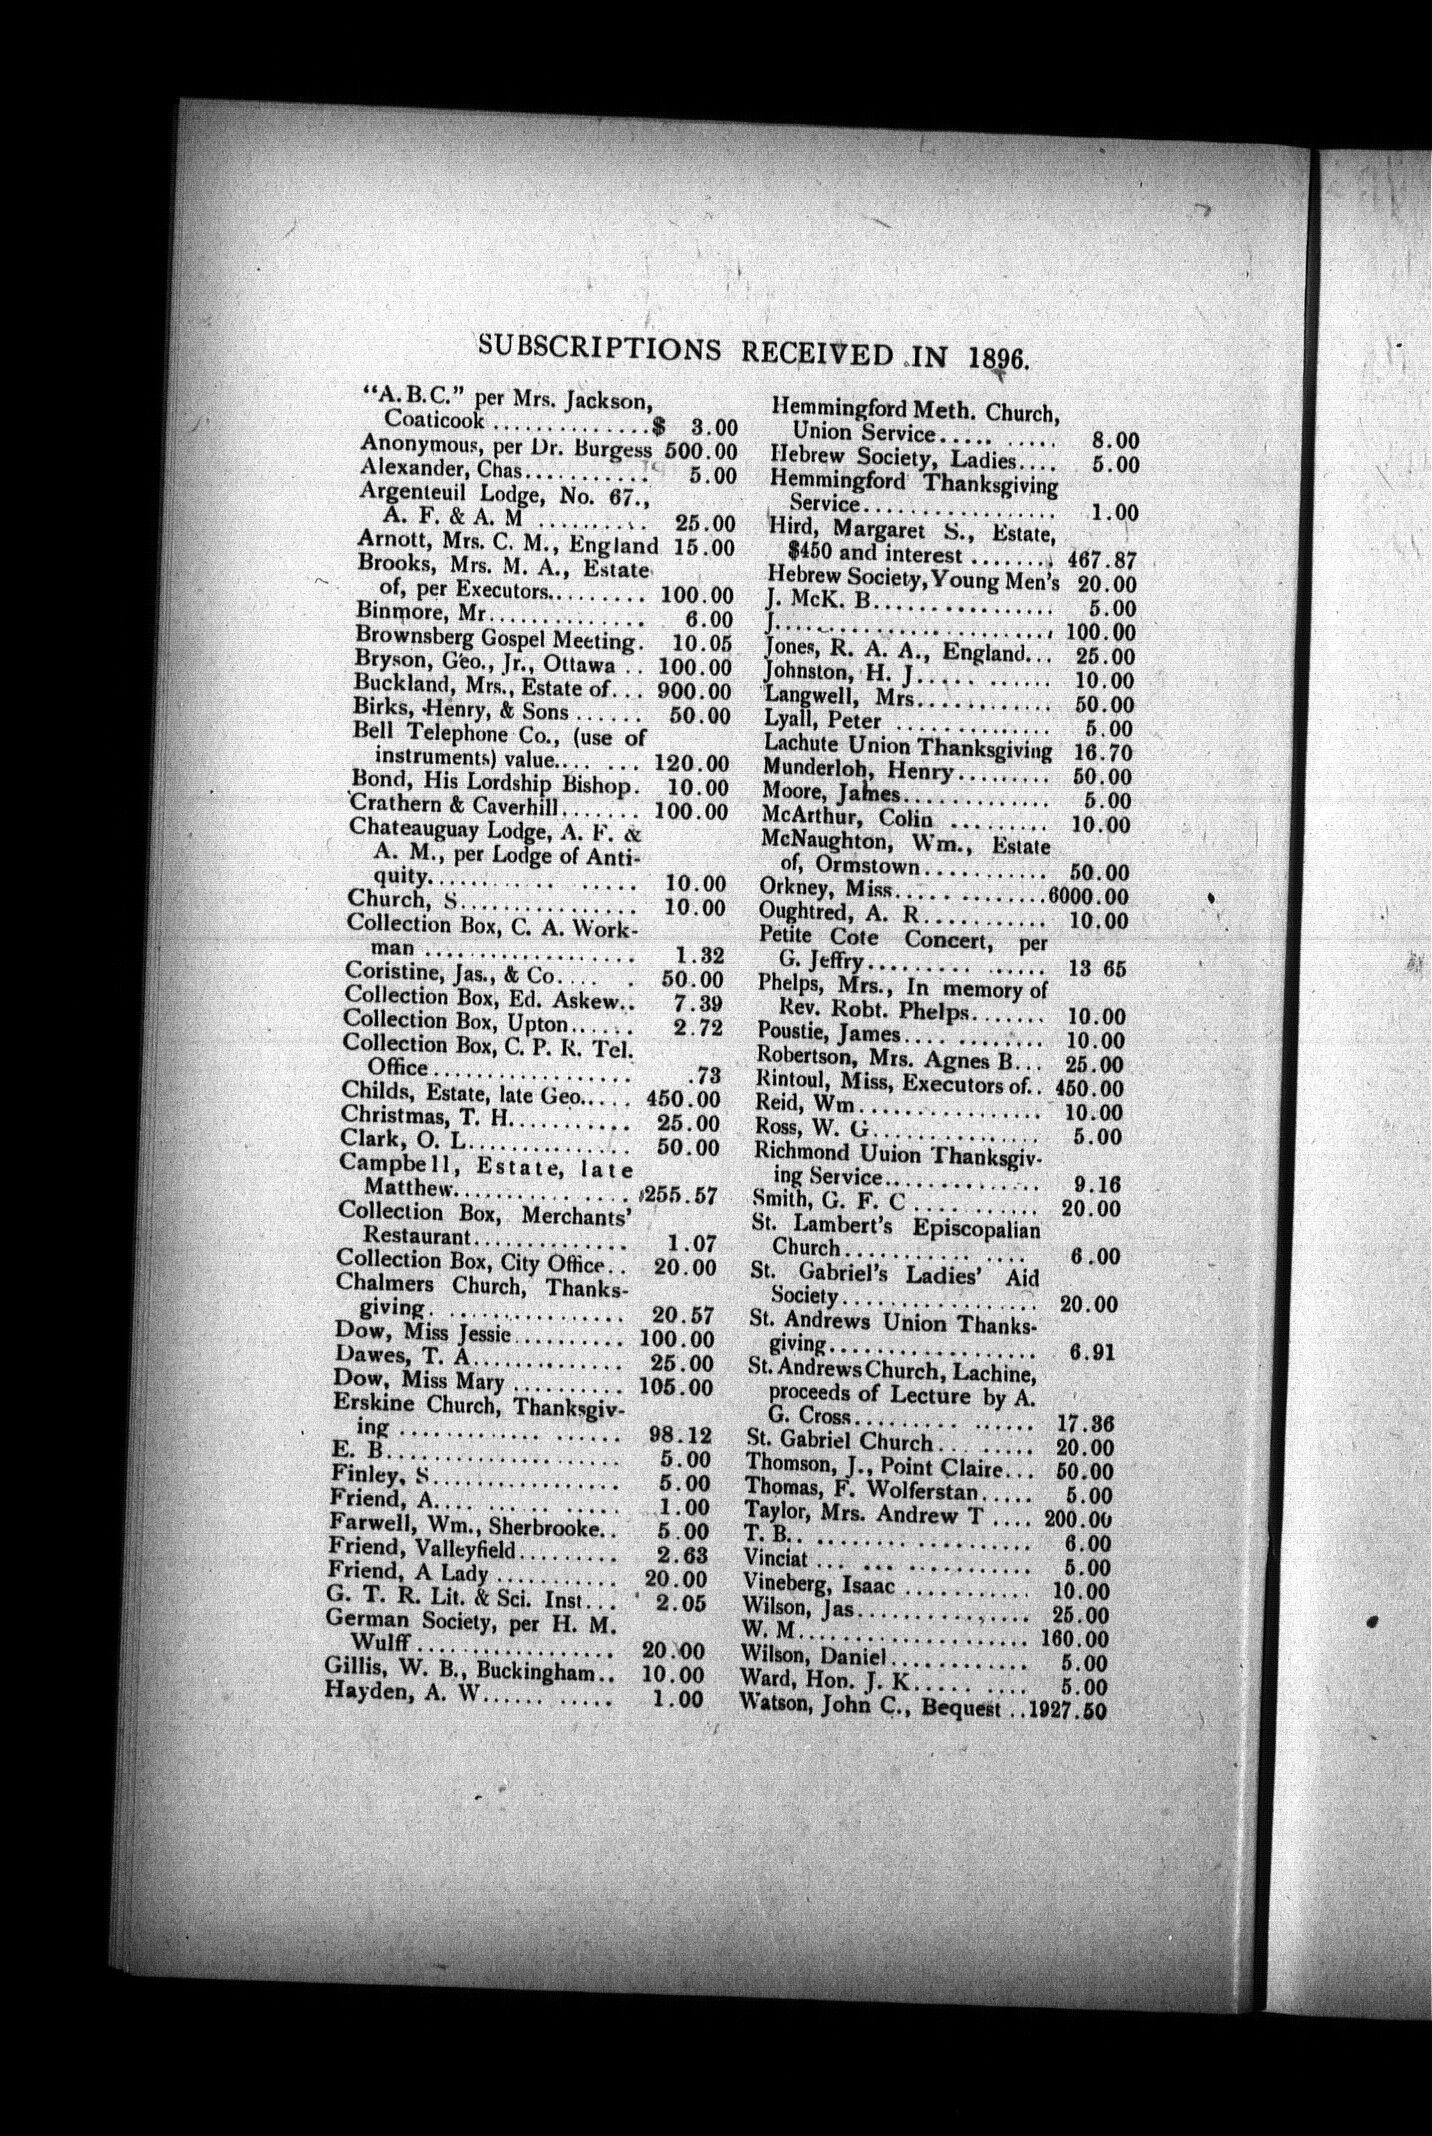 SUBSCRIPTIONS RECEIVED IN 1896.
"A.B.C." per Mrs. Jackson,
Coaticook ..............$ 3.00
Anonymous, per Dr. Burgess 500.00
Alexander, Chas........... 5.00
Argenteuil Lodge, No. 67.,
A. F. & A. M .......... 25.00
Arnott, Mrs. C. M., England 15.00
Brooks, Mrs. M. A., Estate
of, per Executors......... 100.00
Binmore, Mr.............. 6.00
Brownsberg Gospel Meeting. 10.05
Bryson, Geo., Jr., Ottawa .. 100.00
Buckland, Mrs., Estate of... 900.00
Birks, Henry, & Sons ...... 50.00
Bell Telephone Co., (use of
instruments) value.... ... 120.00
Bond, His Lordship Bishop. 10.00
Crathern & Caverhill....... 100.00
Chateauguay Lodge, A. F. &
A. M., per Lodge of Anti-
quity........... ..... 10.00
Church, S................ 10.00
Collection Box, C. A. Work-
man ................... 1.32
Coristine, Jas., & Co.... . 50.00
Collection Box, Ed. Askew.. 7.39
Collection Box, Upton...... 2.72
Collection Box, C. P. R. Tel.
Office................. .73
Childs, Estate, late Geo..... 450.00
Christmas, T. H........... 25.00
Clark, O. L.............. 50.00
Campbell, Estate, late
Matthew............... 255.57
Collection Box, Merchants'
Restaurant.............. 1.07
Collection Box, City Office.. 20.00
Chalmers Church, Thanks-
giving. ............... 20.57
Dow, Miss Jessie.......... 100.00
Dawes, T. A.............. 25.00
Dow, Miss Mary .......... 105.00
Erskine Church, Thanksgiv-
ing ............ ...... 98.12
E. B..................... 5.00
Finley, S................. 5.00
Friend, A.... ....... ..... 1.00
Farwell, Wm., Sherbrooke.. 5.00
Friend, Valleyfield......... 2.63
Friend, A Lady ........... 20.00
G. T. R. Lit. & Sci. Inst... 2.05
German Society, per H. M.
Wulff.................. 20.00
Gillis, W. B., Buckingham.. 10.00
Hayden, A. W...... ..... 1.00
Hemmingford Meth. Church,
Union Service..... ..... 8.00
Hebrew Society, Ladies.... 5.00
Hemmingford Thanksgiving
Service................. 1.00
Hird, Margaret S., Estate,
$450 and interest ....... 467.87
Hebrew Society, Young Men's 20.00
J. McK. B............... 5.00
J......................... 100.00
Jones, R. A. A., England... 25.00
Johnston, H. J..... ...... 10.00
Langwell, Mrs............ 50.00
Lyall, Peter .............. 5.00
Lachute Union Thanksgiving 16.70
Munderloh, Henry......... 50.00
Moore, James............. 5.00
McArthur, Colin ......... 10.00
McNaughton, Wm., Estate
of, Ormstown........... 50.00
Orkney, Miss..... ........6000.00
Oughtred, A. R........... 10.00
Petite Cote Concert, per
G. Jeffry......... ...... 13 65
Phelps, Mrs., In memory of
Rev. Robt. Phelps....... 10.00
Poustie, James.... ........ 10.00
Robertson, Mrs. Agnes B... 25.00
Rintoul, Miss, Executors of.. 450.00
Reid, Wm................ 10.00
Ross, W. G............... 5.00
Richmond Uuion Thanksgiv-
ing Service.............. 9.16
Smith, G. F. C ........... 20.00
St. Lambert's Episcopalian
Church........... .... 6.00
St. Gabriel's Ladies' Aid
Society.................. 20.00
St. Andrews Union Thanks-
giving.................. 6.91
St. Andrews Church, Lachine,
proceeds of Lecture by A.
G. Cross......... ...... 17.36
St. Gabriel Church... ..... 20.00
Thomson, J., Point Claire... 50.00
Thomas, F. Wolferstan..... 5.00
Taylor, Mrs. Andrew T .... 200.00
T. B.. .................. 6.00
Vinciat ... ... ........... 5.00
Vineberg, Isaac ........... 10.00
Wilson, Jas............... 25.00
W. M..................... 160.00
Wilson, Daniel............ 5.00
Ward, Hon. J. K..... .... 5.00
Watson, John C., Bequest ..1927.50